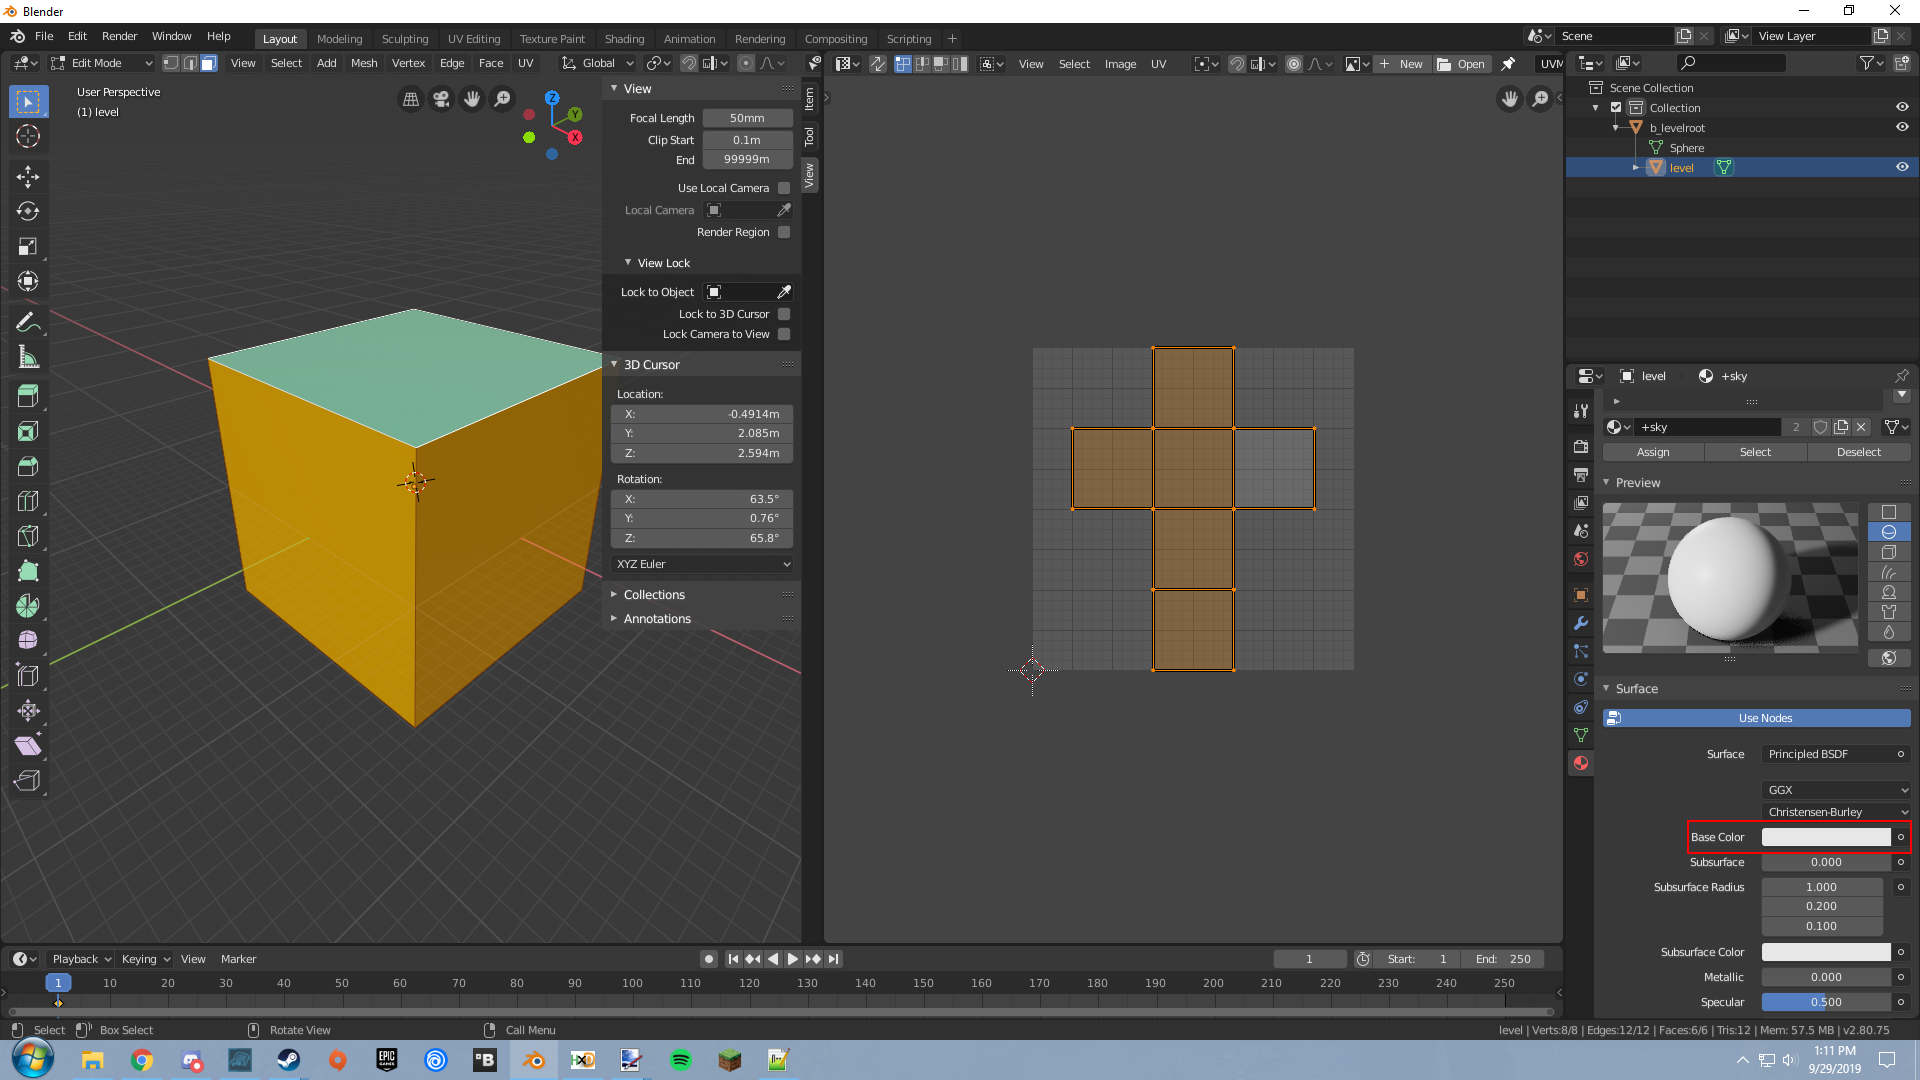 Blender
File Edit Render Window Help
Layout Modeling Sculpting UV Editing Texture Paint Shading Animation Rendering Compositing Scripting +
Scene
View Layer
Edit Mode
View Select Add Mesh Vertex Edge Face UV
Global
View Select Image UV
New
Open
UVM
User Perspective
(1) level
Z
Y
X
View
Focal Length 50mm
Clip Start 0.1m
End 99999m
Use Local Camera
Local Camera
Render Region
View Lock
Lock to Object
Lock to 3D Cursor
Lock Camera to View
3D Cursor
Location:
X: -0.4914m
Y: 2.085m
Z: 2.594m
Rotation:
X: 63.5°
Y: 0.76°
Z: 65.8°
XYZ Euler
Collections
Annotations
Item
Tool
View
Scene Collection
Collection
b_levelroot
Sphere
level
level +sky
+sky 2
Assign Select Deselect
Preview
Surface
Use Nodes
Surface Principled BSDF
GGX
Christensen-Burley
Base Color
Subsurface 0.000
Subsurface Radius 1.000
0.200
0.100
Subsurface Color
Metallic 0.000
Specular 0.500
Playback Keying View Marker
1 Start: 1 End: 250
1 10 20 30 40 50 60 70 80 90 100 110 120 130 140 150 160 170 180 190 200 210 220 230 240 250
Select Box Select Rotate View Call Menu
level | Verts:8/8 | Edges:12/12 | Faces:6/6 | Tris:12 | Mem: 57.5 MB | v2.80.75
EPIC
GAMES
B
1:11 PM
9/29/2019